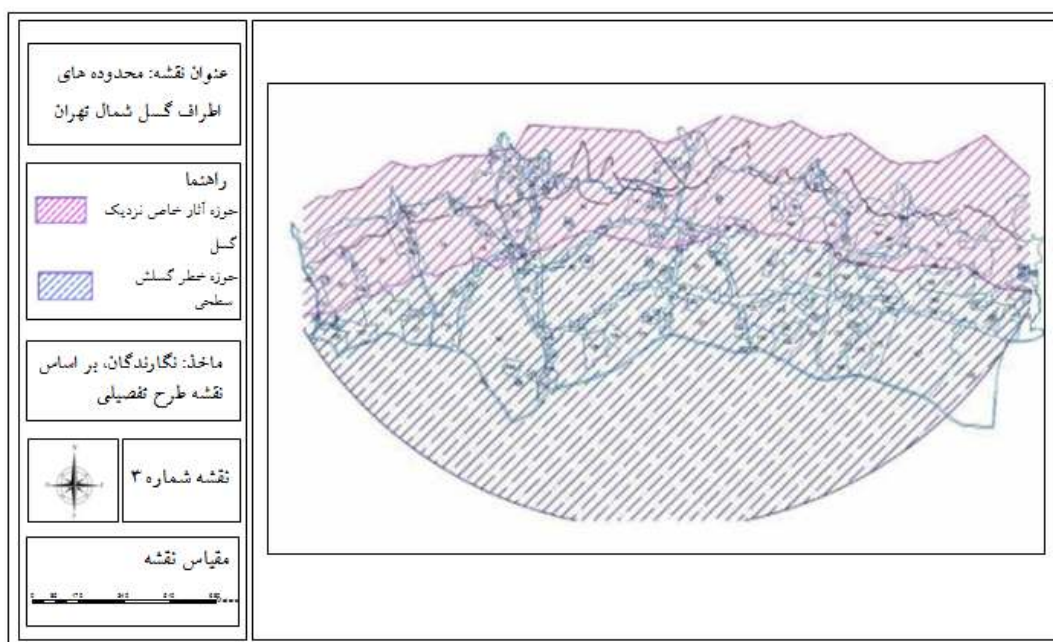 عنوان نقشه: محدوده های
اطراف گسل شمال تهران
راهنما
حوزه آثار خاص نزدیک
گسل
حوزه خطر گسلش
سطحی
ماخذ: نگارندگان، بر اساس
نقشه طرح تفصیلی
نقشه شماره ۳
مقیاس نقشه